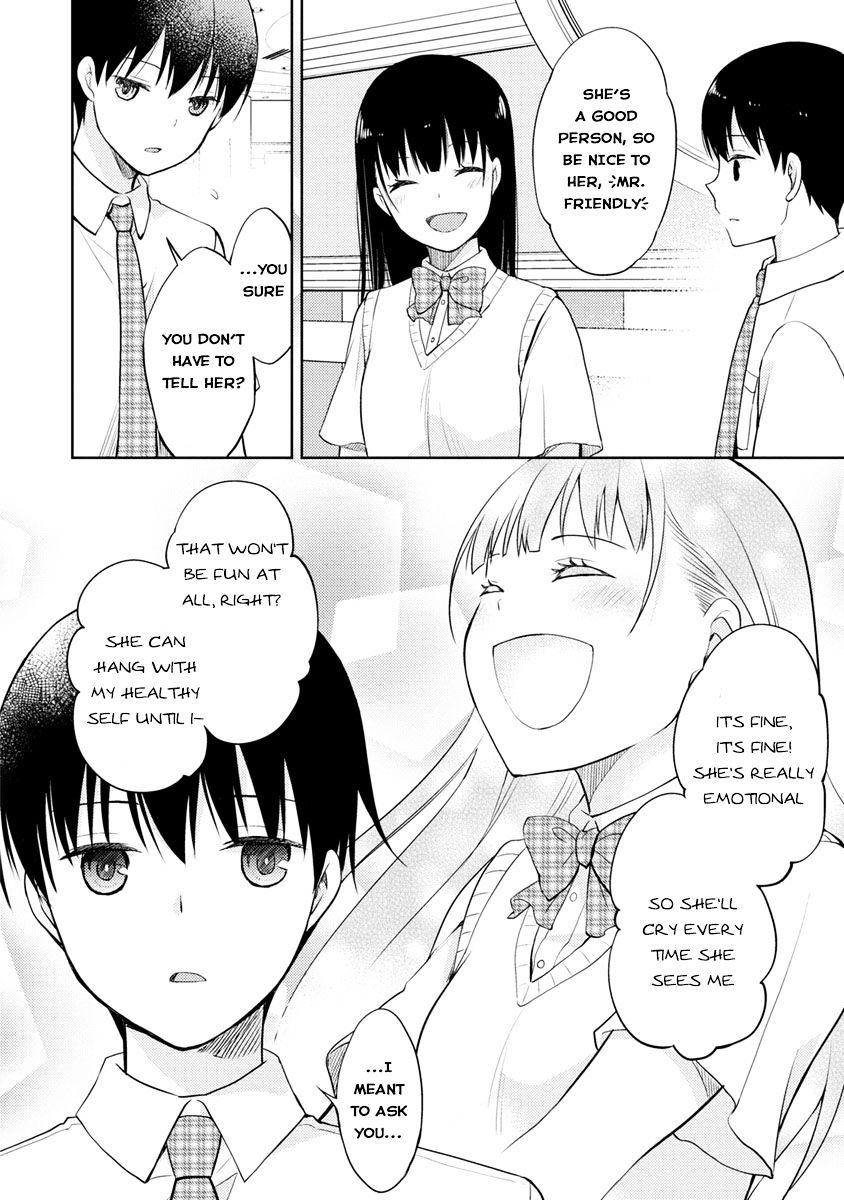 SHE'S
A GOOD
PERSON, SO
BE NICE TO
HER, MR.
FRIENDLY
...YOU
SURE
YOU DON'T
HAVE TO
TELL HER?
IT'S FINE,
IT'S FINE!
SHE'S REALLY
EMOTIONAL
SO SHE'LL
CRY EVERY
TIME SHE
SEES ME
THAT WON'T
BE FUN AT
ALL, RIGHT?
SHE CAN
HANG WITH
MY HEALTHY
SELF UNTIL I-
...I
MEANT
TO ASK
YOU...